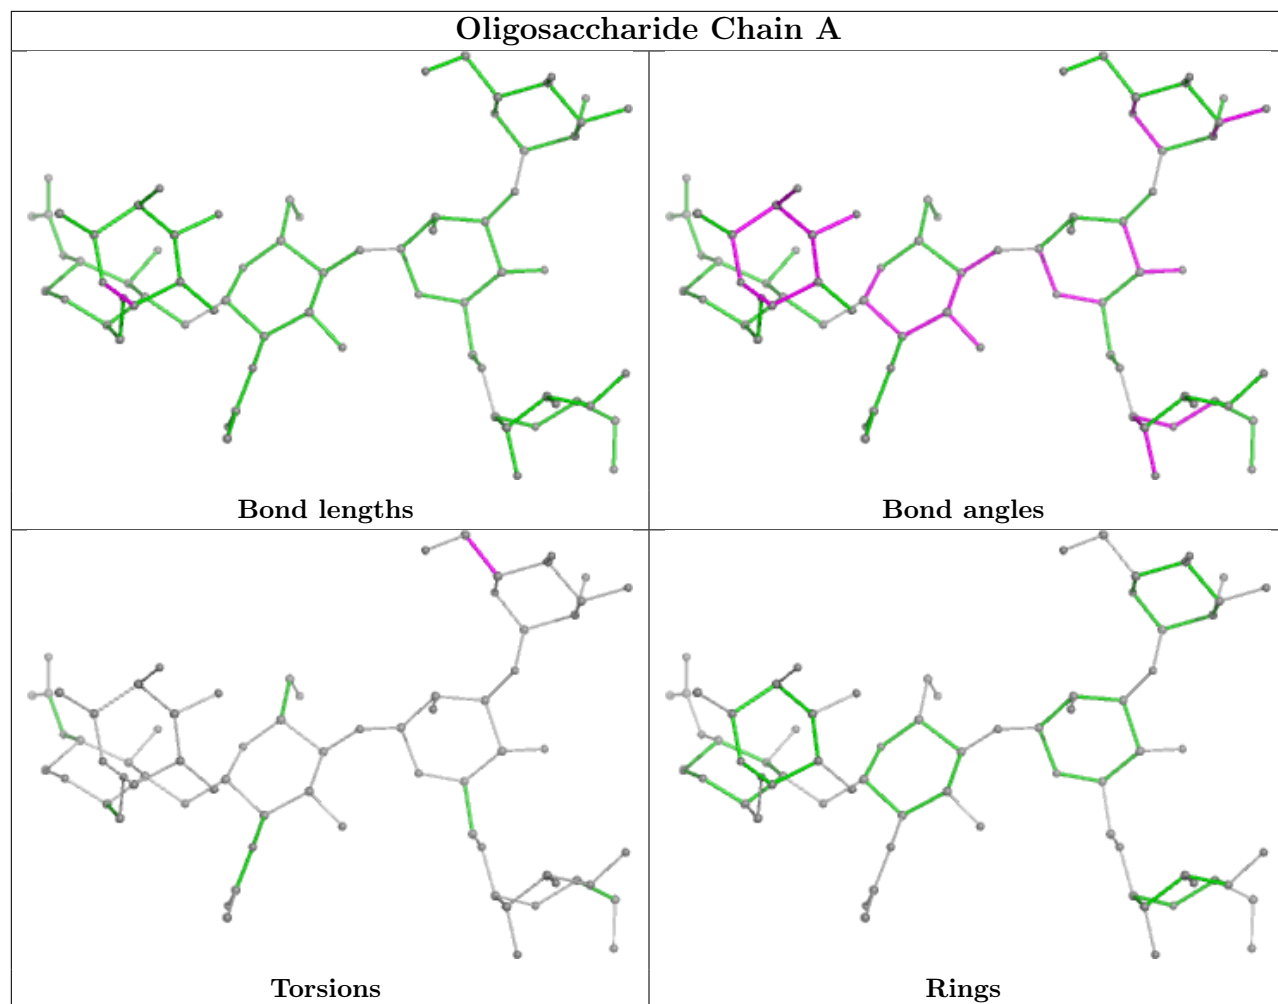 Oligosaccharide Chain A
Bond lengths
Bond angles
Torsions
Rings